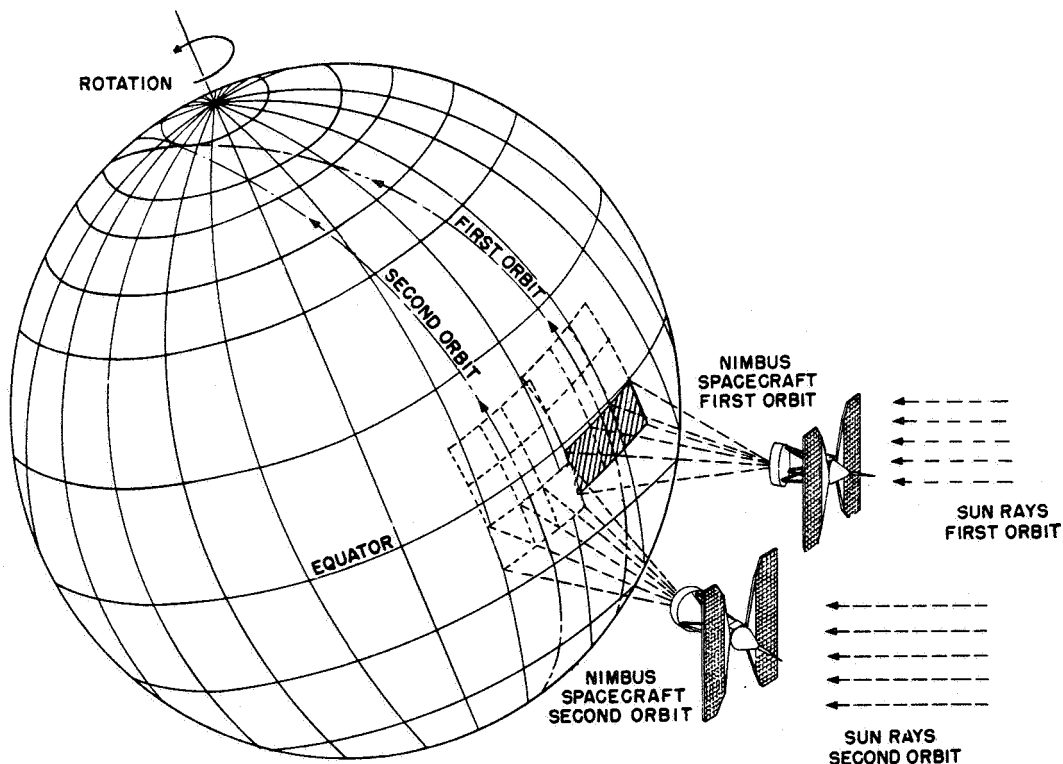 ROTATION
FIRST ORBIT
SECOND ORBIT
NIMBUS
SPACECRAFT
FIRST ORBIT
SUN RAYS
FIRST ORBIT
EQUATOR
NIMBUS
SPACECRAFT
SECOND ORBIT
SUN RAYS
SECOND ORBIT